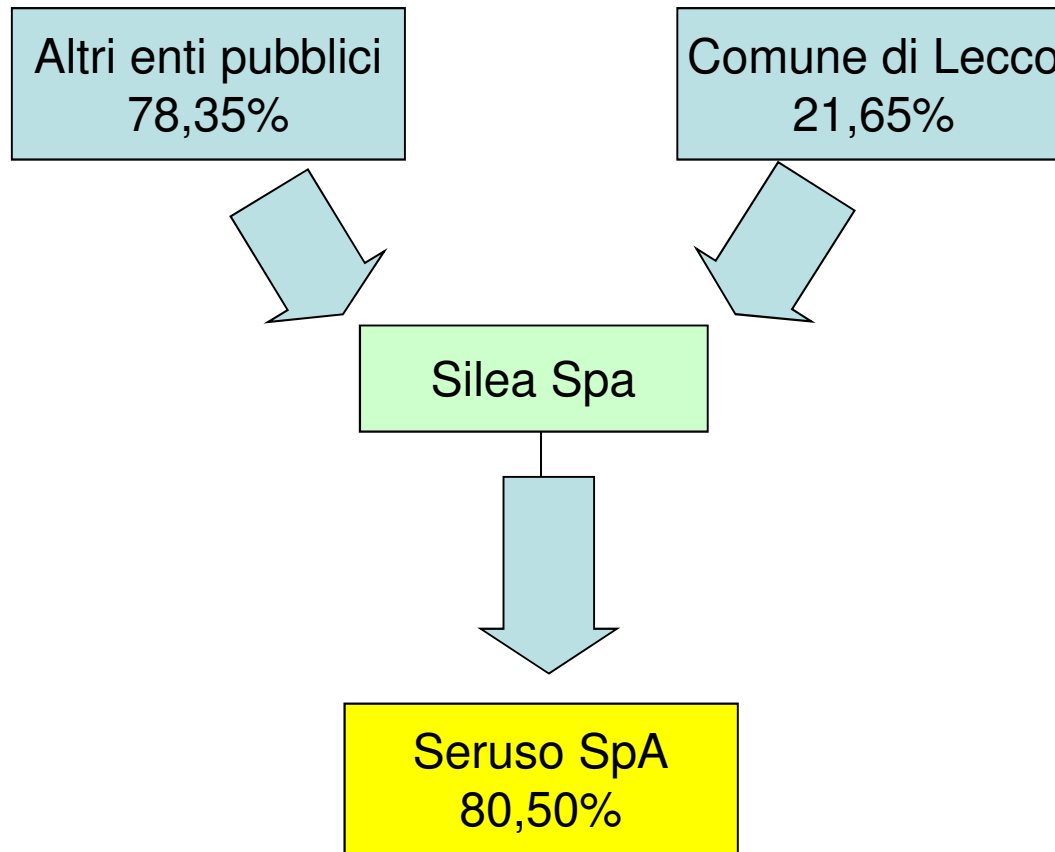 Altri enti pubblici
78,35%
Comune di Lecco
21,65%
Silea Spa
Seruso SpA
80,50%